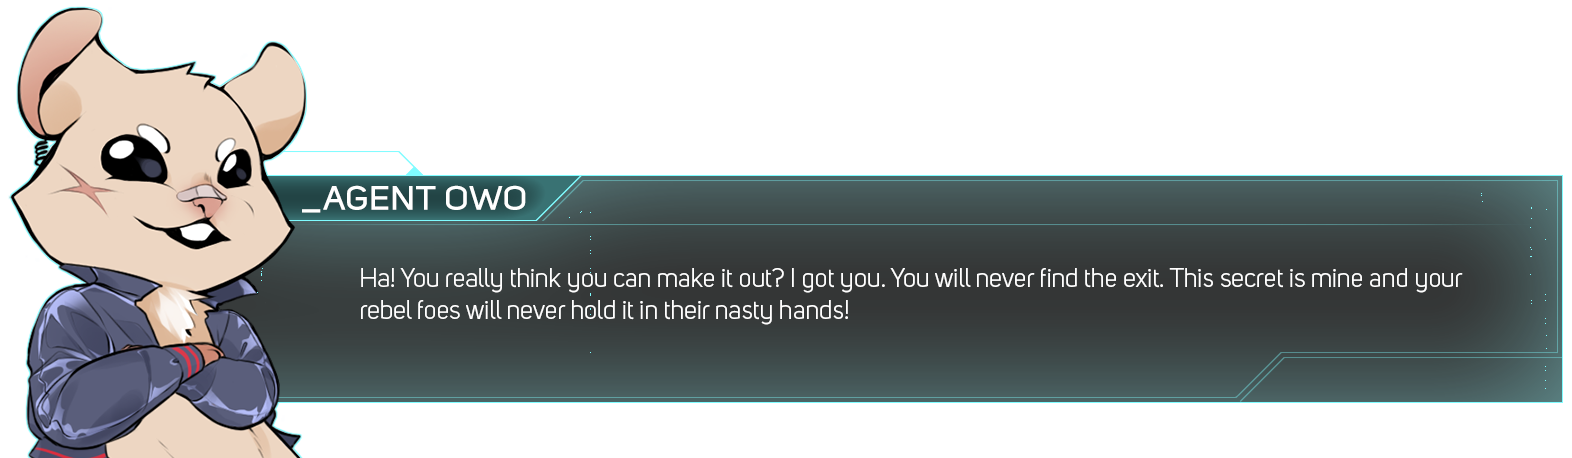 _AGENT OWO
Ha! You really think you can make it out? I got you. You will never find the exit. This secret is mine and your
rebel foes will never hold it in their nasty hands!